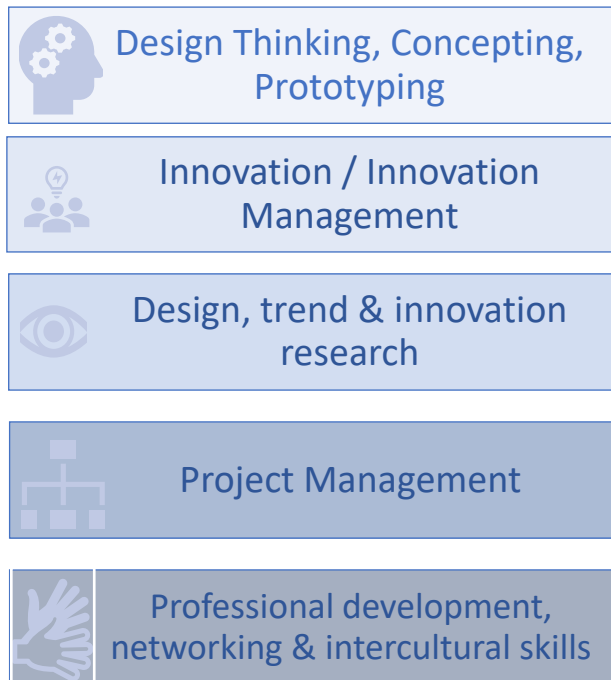 Design Thinking, Concepting,
Prototyping
Innovation / Innovation
Management
Design, trend & innovation
research
Project Management
Professional development,
networking & intercultural skills